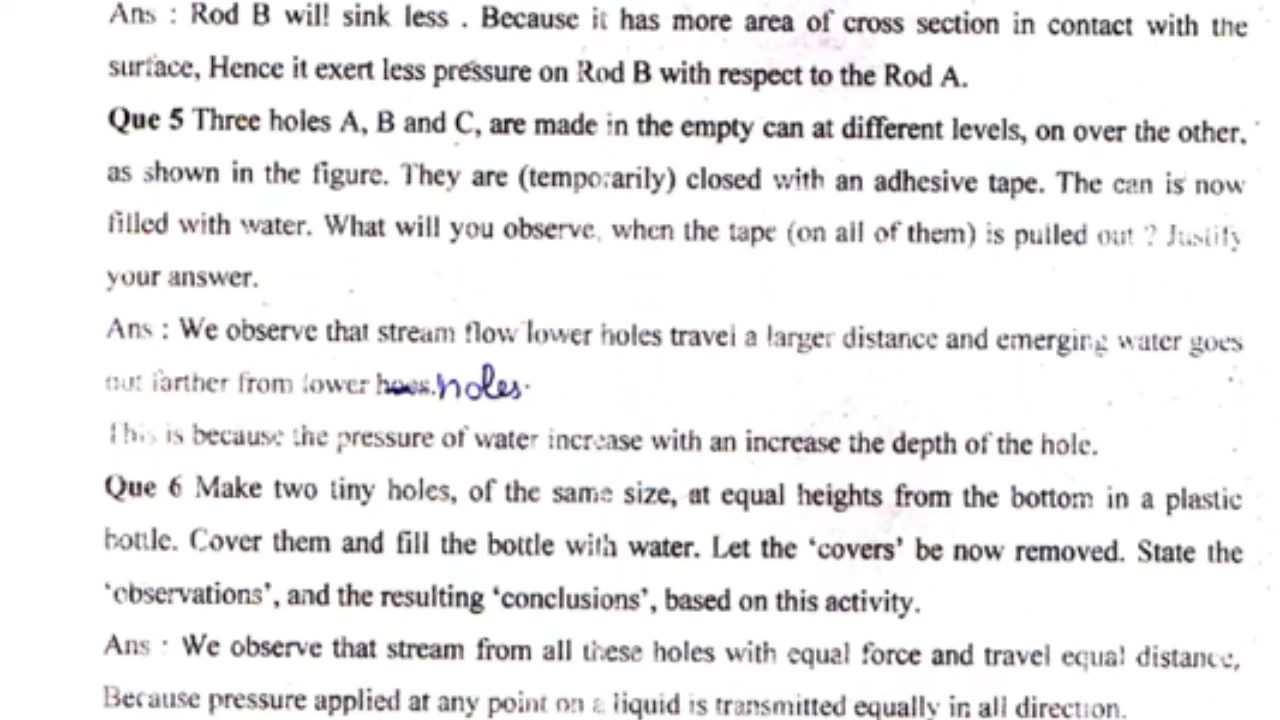 Ans : Rod B will sink less . Because it has more area of cross section in contact with the
surface, Hence it exert less pressure on Rod B with respect to the Rod A.
Que 5 Three holes A, B and C, are made in the empty can at different levels, on over the other,
as shown in the figure. They are (temporarily) closed with an adhesive tape. The can is now
filled with water. What will you observe, when the tape (on all of them) is pulled out ? Justify
your answer.
Ans : We observe that stream flow lower holes travel a larger distance and emerging water goes
out farther from lower holes.
This is because the pressure of water increase with an increase the depth of the hole.
Que 6 Make two tiny holes, of the same size, at equal heights from the bottom in a plastic
bottle. Cover them and fill the bottle with water. Let the ‘covers’ be now removed. State the
‘observations’, and the resulting ‘conclusions’, based on this activity.
Ans : We observe that stream from all these holes with equal force and travel equal distance,
Because pressure applied at any point on a liquid is transmitted equally in all direction.